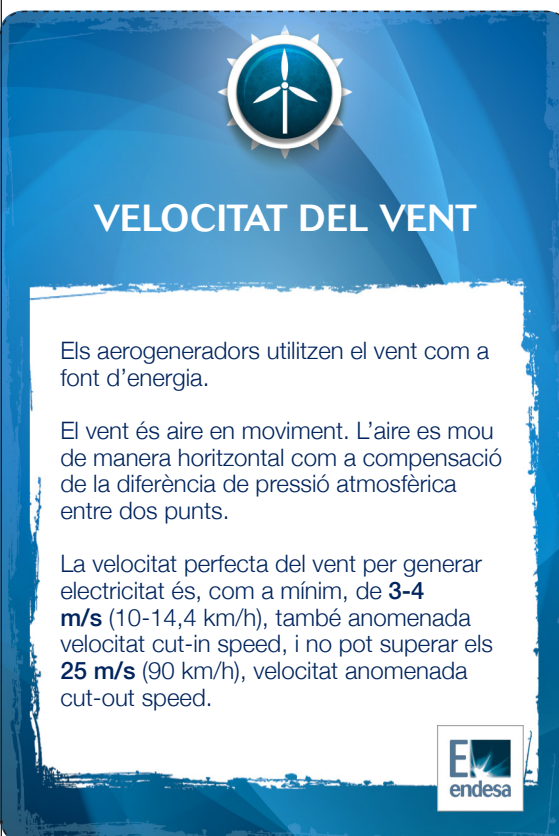 VELOCITAT DEL VENT
Els aerogeneradors utilitzen el vent com a
font d'energia.
El vent és aire en moviment. L'aire es mou
de manera horitzontal com a compensació
de la diferència de pressió atmosfèrica
entre dos punts.
La velocitat perfecta del vent per generar
electricitat és, com a mínim, de 3-4
m/s (10-14,4 km/h), també anomenada
velocitat cut-in speed, i no pot superar els
25 m/s (90 km/h), velocitat anomenada
cut-out speed.
E
endesa